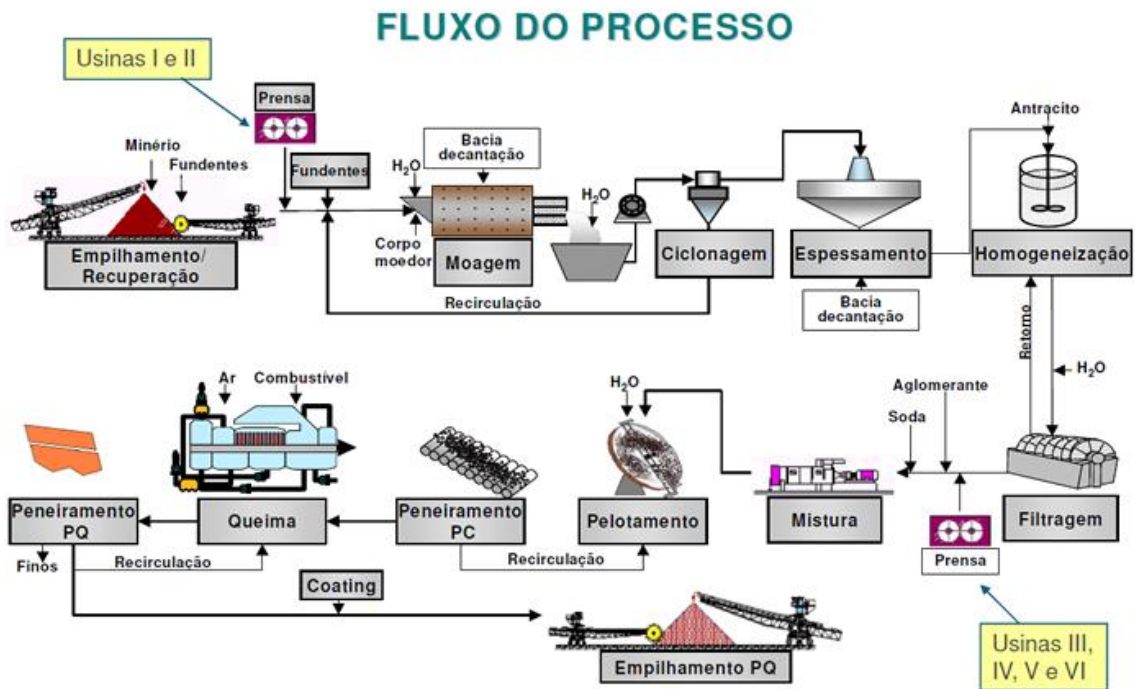 FLUXO DO PROCESSO
Usinas I e II
Prensa
Minério
Fundentes
Fundentes
H₂O
Bacia
decantação
H₂O
Antracito
Empilhamento/
Recuperação
Corpo
moedor
Moagem
Ciclonagem
Espessamento
Homogeneização
Recirculação
Bacia
decantação
Retorno
H₂O
Ar
Combustível
H₂O
Aglomerante
Soda
Peneiramento
PQ
Queima
Peneiramento
PC
Pelotamento
Mistura
Filtragem
Prensa
Finos
Recirculação
Recirculação
Coating
Empilhamento PQ
Usinas III,
IV, V e VI